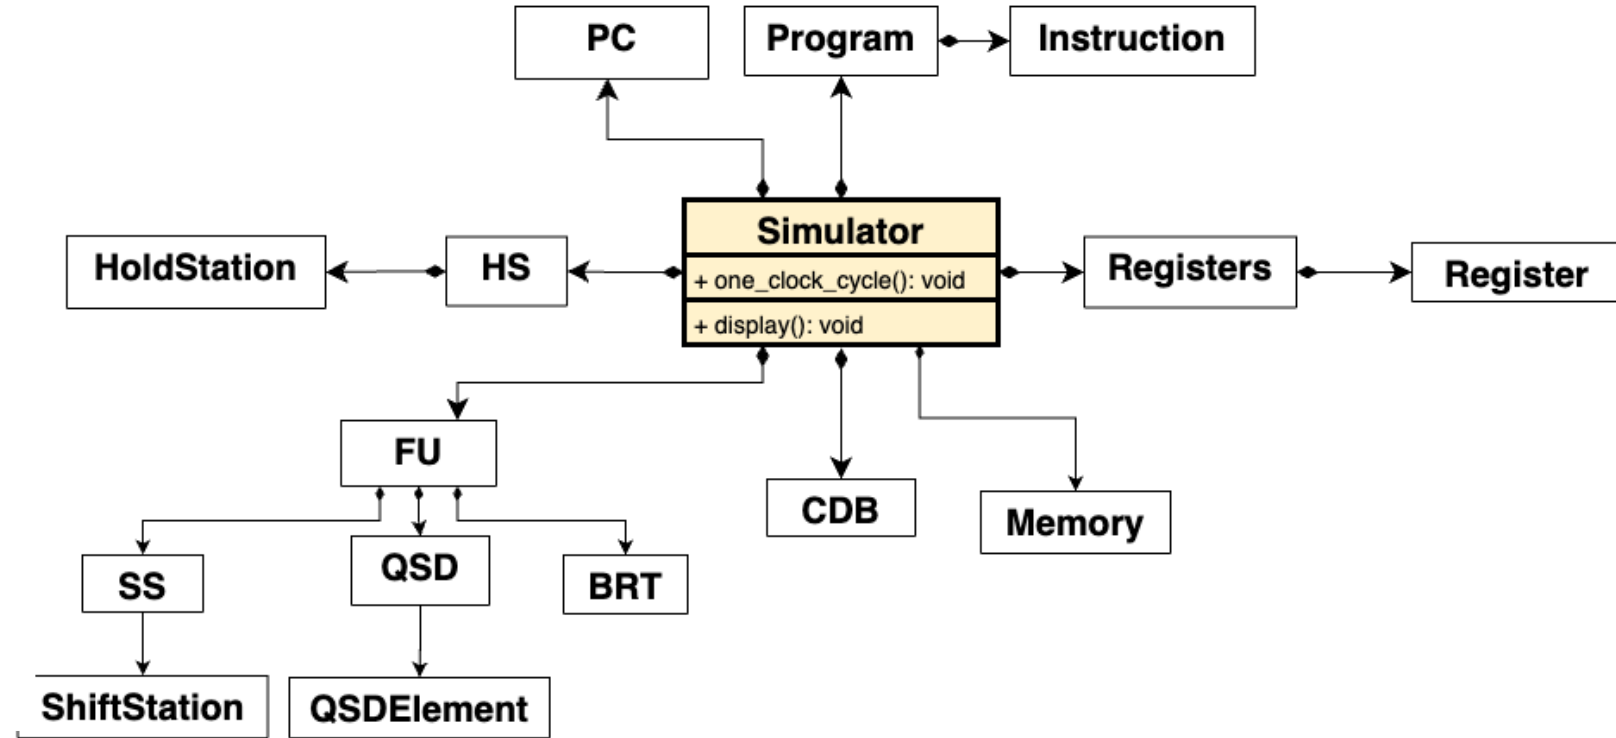 PC
Program
Instruction
Simulator
+ one_clock_cycle(): void
+ display(): void
HoldStation
HS
Registers
Register
FU
CDB
Memory
SS
QSD
BRT
ShiftStation
QSDElement